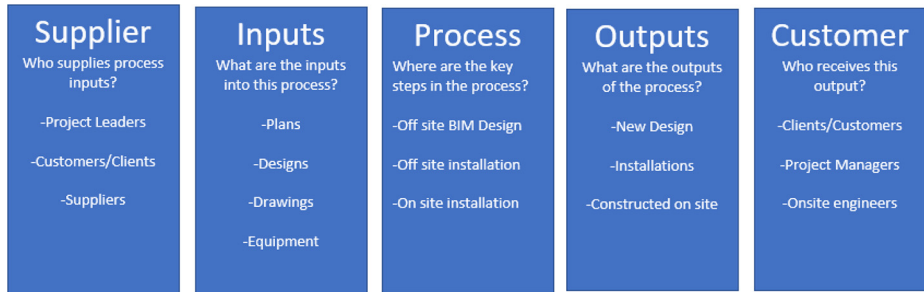 Supplier
Who supplies process
inputs?
-Project Leaders
-Customers/Clients
-Suppliers
Inputs
What are the inputs
into this process?
-Plans
-Designs
-Drawings
-Equipment
Process
Where are the key
steps in the process?
-Off site BIM Design
-Off site installation
-On site installation
Outputs
What are the outputs
of the process?
-New Design
-Installations
-Constructed on site
Customer
Who receives this
output?
-Clients/Customers
-Project Managers
-Onsite engineers